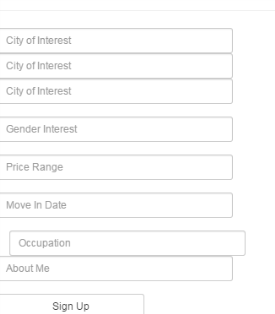 City of Interest
City of Interest
City of Interest
Gender Interest
Price Range
Move In Date
Occupation
About Me
Sign Up